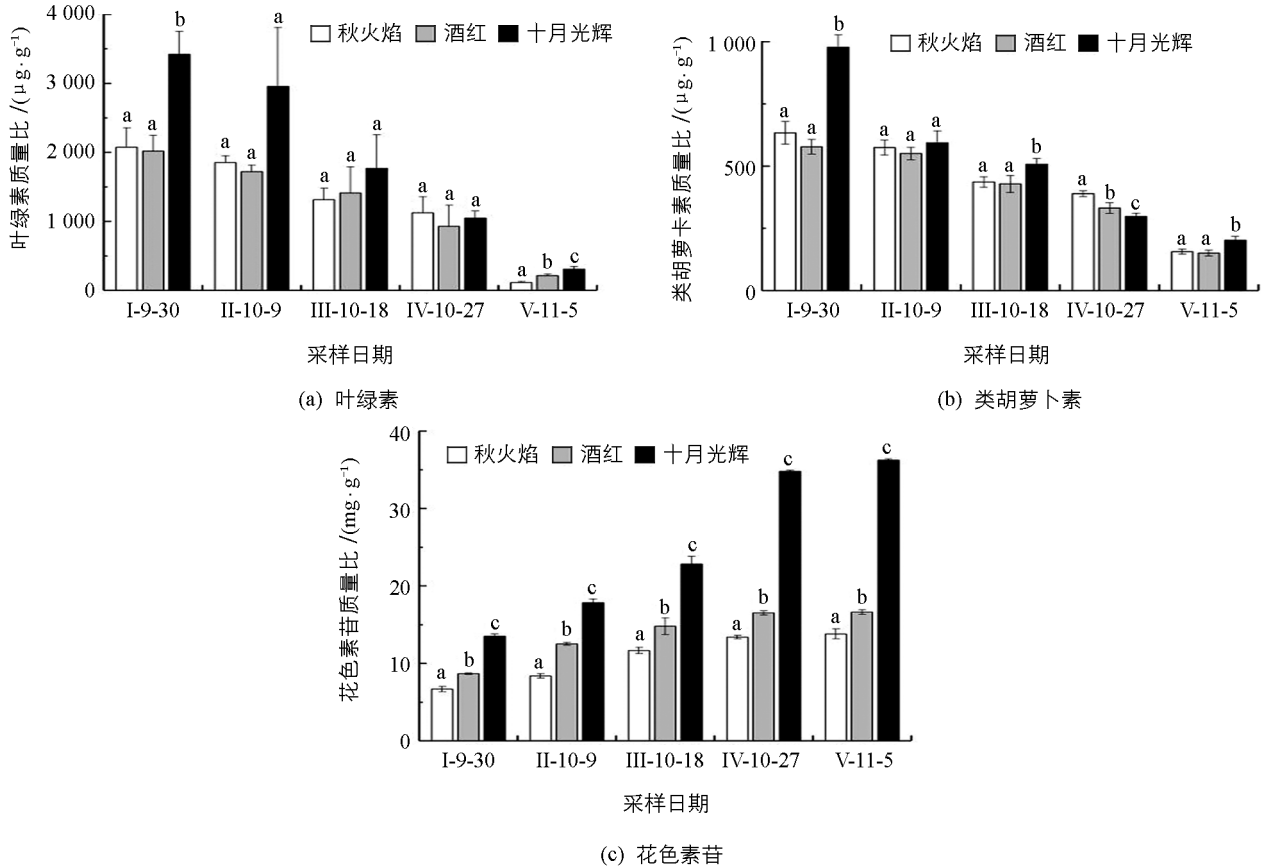 叶绿素质量比/(μg·g⁻¹)
4 000
3 000
2 000
1 000
0
秋火焰 酒红 十月光辉
a a b
a a a
a a a
a a a
a b c
I-9-30 II-10-9 III-10-18 IV-10-27 V-11-5
采样日期
(a) 叶绿素
类胡萝卡素质量比/(μg·g⁻¹)
1 000
500
0
秋火焰 酒红 十月光辉
a a b
a a a
a a b
a b c
a a b
I-9-30 II-10-9 III-10-18 IV-10-27 V-11-5
采样日期
(b) 类胡萝卜素
花色素苷质量比/(mg·g⁻¹)
40
30
20
10
0
秋火焰 酒红 十月光辉
a b c
a b c
a b c
a b c
a b c
I-9-30 II-10-9 III-10-18 IV-10-27 V-11-5
采样日期
(c) 花色素苷